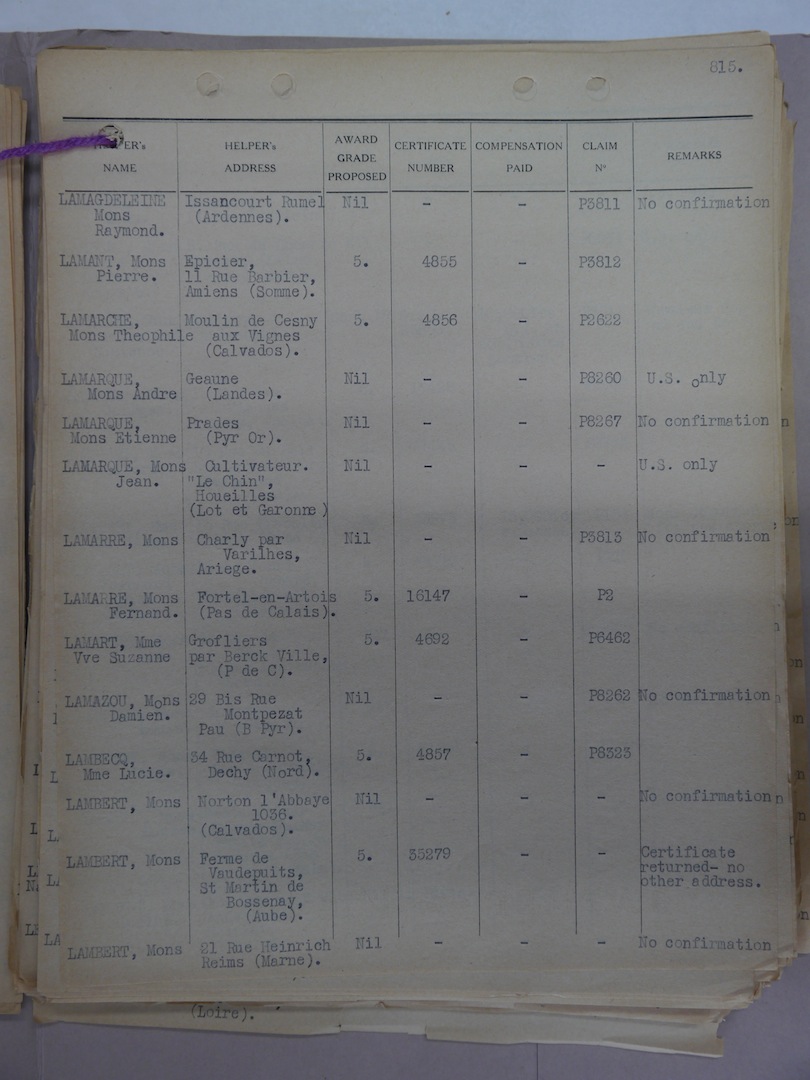 815.
HELPER's NAME HELPER's ADDRESS AWARD GRADE PROPOSED CERTIFICATE NUMBER COMPENSATION PAID CLAIM Nº REMARKS
LAMAGDELEINE Issancourt Rumel Nil - - P3811 No confirmation
Mons (Ardennes).
Raymond.
LAMANT, Mons Epicier, 5. 4855 - P3812
Pierre. 11 Rue Barbier,
Amiens (Somme).
LAMARCHE, Moulin de Cesny 5. 4856 - P2622
Mons Theophile aux Vignes
(Calvados).
LAMARQUE, Geaune Nil - - P8260 U.S. only
Mons Andre (Landes).
LAMARQUE, Prades Nil - - P8267 No confirmation
Mons Etienne (Pyr Or).
LAMARQUE, Mons Cultivateur. Nil - - - U.S. only
Jean. "Le Chin",
Houeilles
(Lot et Garonne)
LAMARRE, Mons Charly par Nil - - P3813 No confirmation
Varilhes,
Ariege.
LAMARRE, Mons Fortel-en-Artois 5. 16147 - P2
Fernand. (Pas de Calais).
LAMART, Mme Grofliers 5. 4692 - P6462
Vve Suzanne par Berck Ville,
(P de C).
LAMAZOU, Mons 29 Bis Rue Nil - - P8262 No confirmation
Damien. Montpezat
Pau (B Pyr).
LAMBECQ, 34 Rue Carnot, 5. 4857 - P8323
Mme Lucie. Dechy (Nord).
LAMBERT, Mons Norton l'Abbaye Nil - - - No confirmation
1036.
(Calvados).
LAMBERT, Mons Ferme de 5. 35279 - - Certificate
Vaudepuits, returned- no
St Martin de other address.
Bossenay,
(Aube).
LAMBERT, Mons 21 Rue Heinrich Nil - - - No confirmation
Reims (Marne).
(Loire).